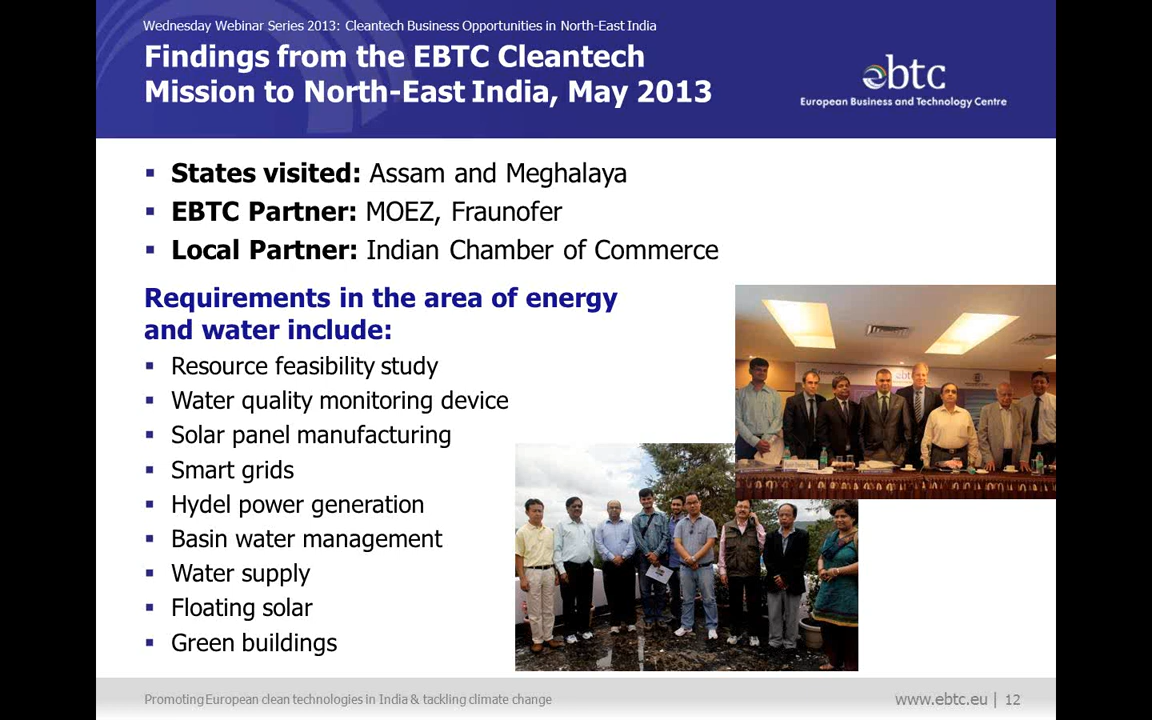 Wednesday Webinar Series 2013: Cleantech Business Opportunities in North-East India
Findings from the EBTC Cleantech
Mission to North-East India, May 2013
ebtc
European Business and Technology Centre
▪ States visited: Assam and Meghalaya
▪ EBTC Partner: MOEZ, Fraunofer
▪ Local Partner: Indian Chamber of Commerce
Requirements in the area of energy
and water include:
▪ Resource feasibility study
▪ Water quality monitoring device
▪ Solar panel manufacturing
▪ Smart grids
▪ Hydel power generation
▪ Basin water management
▪ Water supply
▪ Floating solar
▪ Green buildings
ebtc
Promoting European clean technologies in India & tackling climate change
www.ebtc.eu | 12